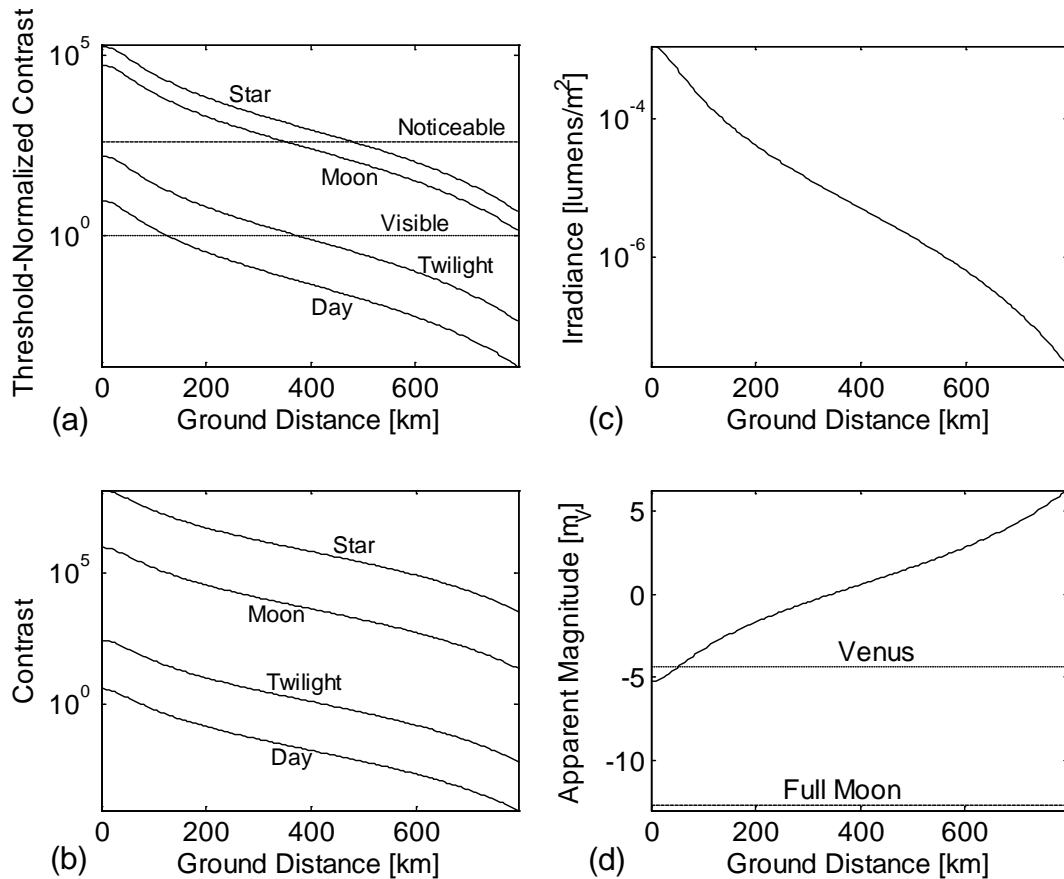 Threshold-Normalized Contrast
10^5
10^0
Star
Noticeable
Moon
Visible
Twilight
Day
0 200 400 600
(a) Ground Distance [km]
Irradiance [lumens/m^2]
10^-4
10^-6
0 200 400 600
(c) Ground Distance [km]
Contrast
10^5
10^0
Star
Moon
Twilight
Day
0 200 400 600
(b) Ground Distance [km]
Apparent Magnitude [m_V]
5
0
-5
-10
Venus
Full Moon
0 200 400 600
(d) Ground Distance [km]